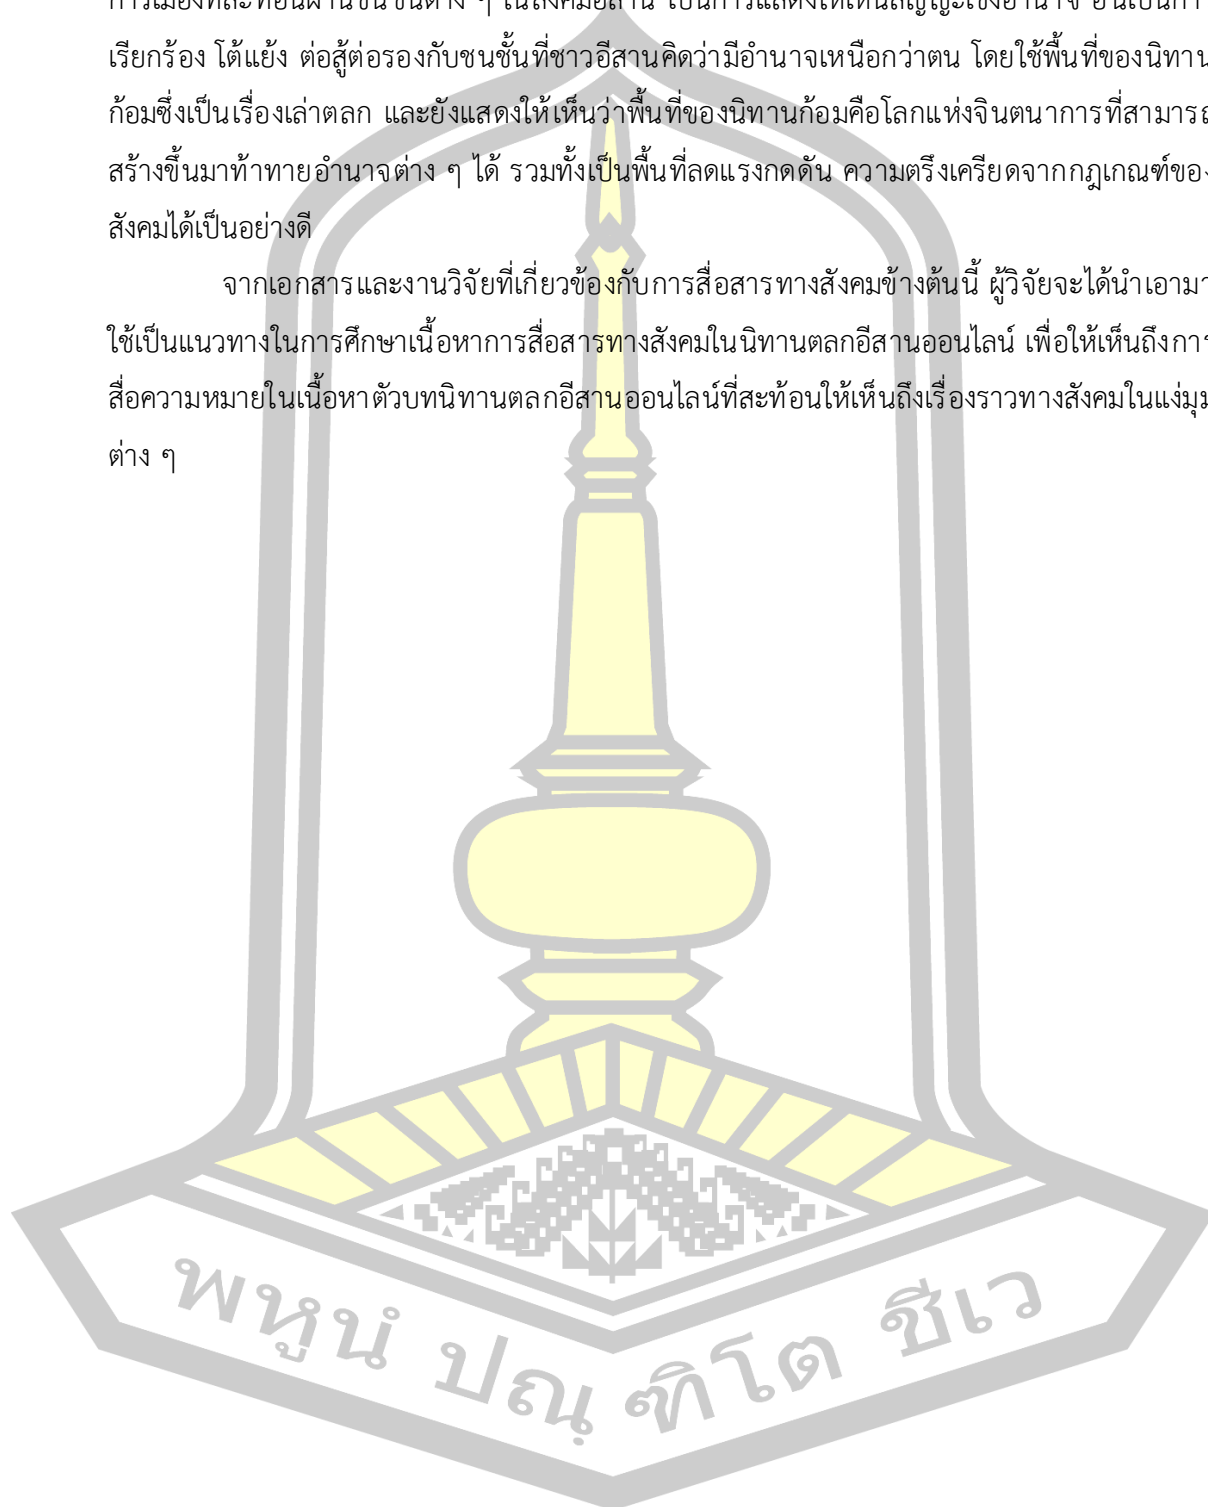 การเมืองที่สะท้อนผ่านชนชั้นต่าง ๆ ในสังคมอีสาน เป็นการแสดงให้เห็นสัญญะเชิงอำนาจ อันเป็นการ
เรียกร้อง โต้แย้ง ต่อสู้ต่อรองกับชนชั้นที่ชาวอีสานคิดว่ามีอำนาจเหนือกว่าตน โดยใช้พื้นที่ของนิทาน
ก้อมซึ่งเป็นเรื่องเล่าตลก และยังแสดงให้เห็นว่าพื้นที่ของนิทานก้อมคือโลกแห่งจินตนาการที่สามารถ
สร้างขึ้นมาท้าทายอำนาจต่าง ๆ ได้ รวมทั้งเป็นพื้นที่ลดแรงกดดัน ความตรึงเครียดจากกฎเกณฑ์ของ
สังคมได้เป็นอย่างดี
จากเอกสารและงานวิจัยที่เกี่ยวข้องกับการสื่อสารทางสังคมข้างต้นนี้ ผู้วิจัยจะได้นำเอามา
ใช้เป็นแนวทางในการศึกษาเนื้อหาการสื่อสารทางสังคมในนิทานตลกอีสานออนไลน์ เพื่อให้เห็นถึงการ
สื่อความหมายในเนื้อหาตัวบทนิทานตลกอีสานออนไลน์ที่สะท้อนให้เห็นถึงเรื่องราวทางสังคมในแง่มุม
ต่าง ๆ
พหูนํ ปณฺฑิโต ชีเว